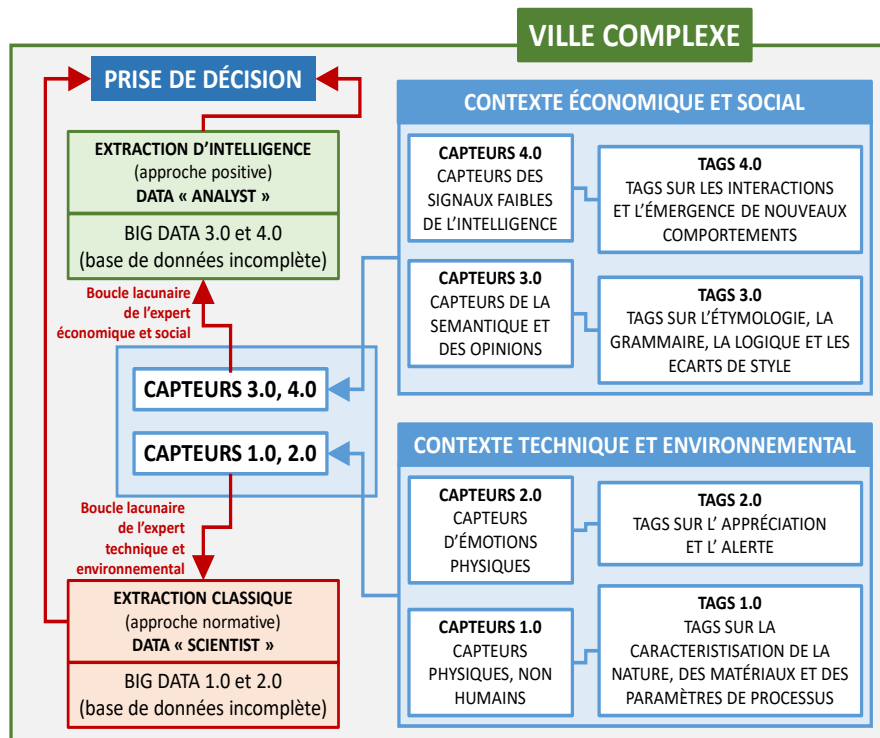 VILLE COMPLEXE
PRISE DE DÉCISION
EXTRACTION D'INTELLIGENCE
(approche positive)
DATA « ANALYST »
BIG DATA 3.0 et 4.0
(base de données incomplète)
Boucle lacunaire
de l'expert
économique et social
CAPTEURS 3.0, 4.0
CAPTEURS 1.0, 2.0
Boucle lacunaire
de l'expert
technique et
environnemental
EXTRACTION CLASSIQUE
(approche normative)
DATA « SCIENTIST »
BIG DATA 1.0 et 2.0
(base de données incomplète)
CONTEXTE ÉCONOMIQUE ET SOCIAL
CAPTEURS 4.0
CAPTEURS DES
SIGNAUX FAIBLES
DE L'INTELLIGENCE
TAGS 4.0
TAGS SUR LES INTERACTIONS
ET L'ÉMERGENCE DE NOUVEAUX
COMPORTEMENTS
CAPTEURS 3.0
CAPTEURS DE LA
SEMANTIQUE ET
DES OPINIONS
TAGS 3.0
TAGS SUR L'ÉTYMOLOGIE, LA
GRAMMAIRE, LA LOGIQUE ET LES
ECARTS DE STYLE
CONTEXTE TECHNIQUE ET ENVIRONNEMENTAL
CAPTEURS 2.0
CAPTEURS
D'ÉMOTIONS
PHYSIQUES
TAGS 2.0
TAGS SUR L' APPRÉCIATION
ET L' ALERTE
CAPTEURS 1.0
CAPTEURS
PHYSIQUES, NON
HUMAINS
TAGS 1.0
TAGS SUR LA
CARACTERISTISATION DE LA
NATURE, DES MATÉRIAUX ET DES
PARAMÈTRES DE PROCESSUS